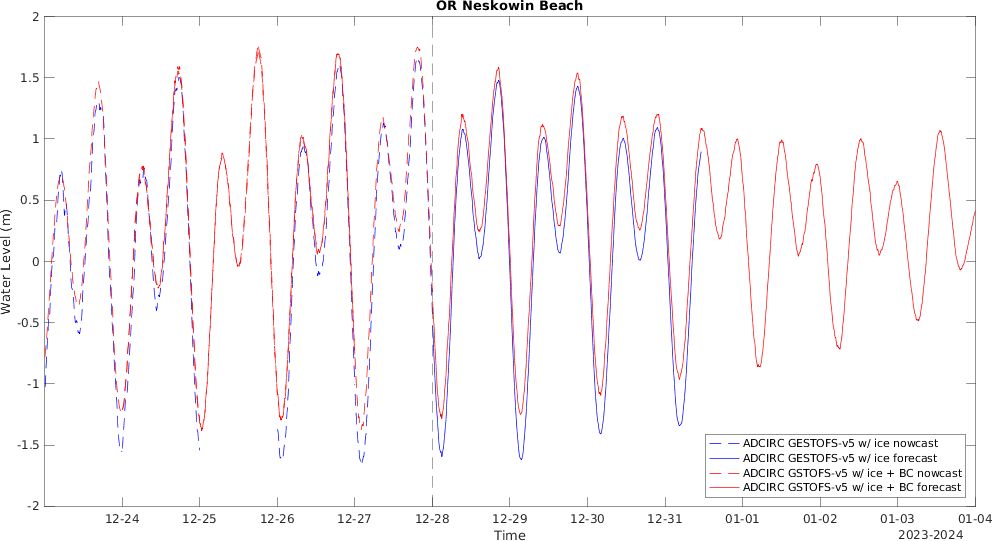 OR Neskowin Beach
2
1.5
1
0.5
0
-0.5
-1
-1.5
-2
Water Level (m)
ADCIRC GESTOFS-v5 w/ ice nowcast
ADCIRC GESTOFS-v5 w/ ice forecast
ADCIRC GSTOFS-v5 w/ ice + BC nowcast
ADCIRC GSTOFS-v5 w/ ice + BC forecast
12-24 12-25 12-26 12-27 12-28 12-29 12-30 12-31 01-01 01-02 01-03 01-04
Time
2023-2024